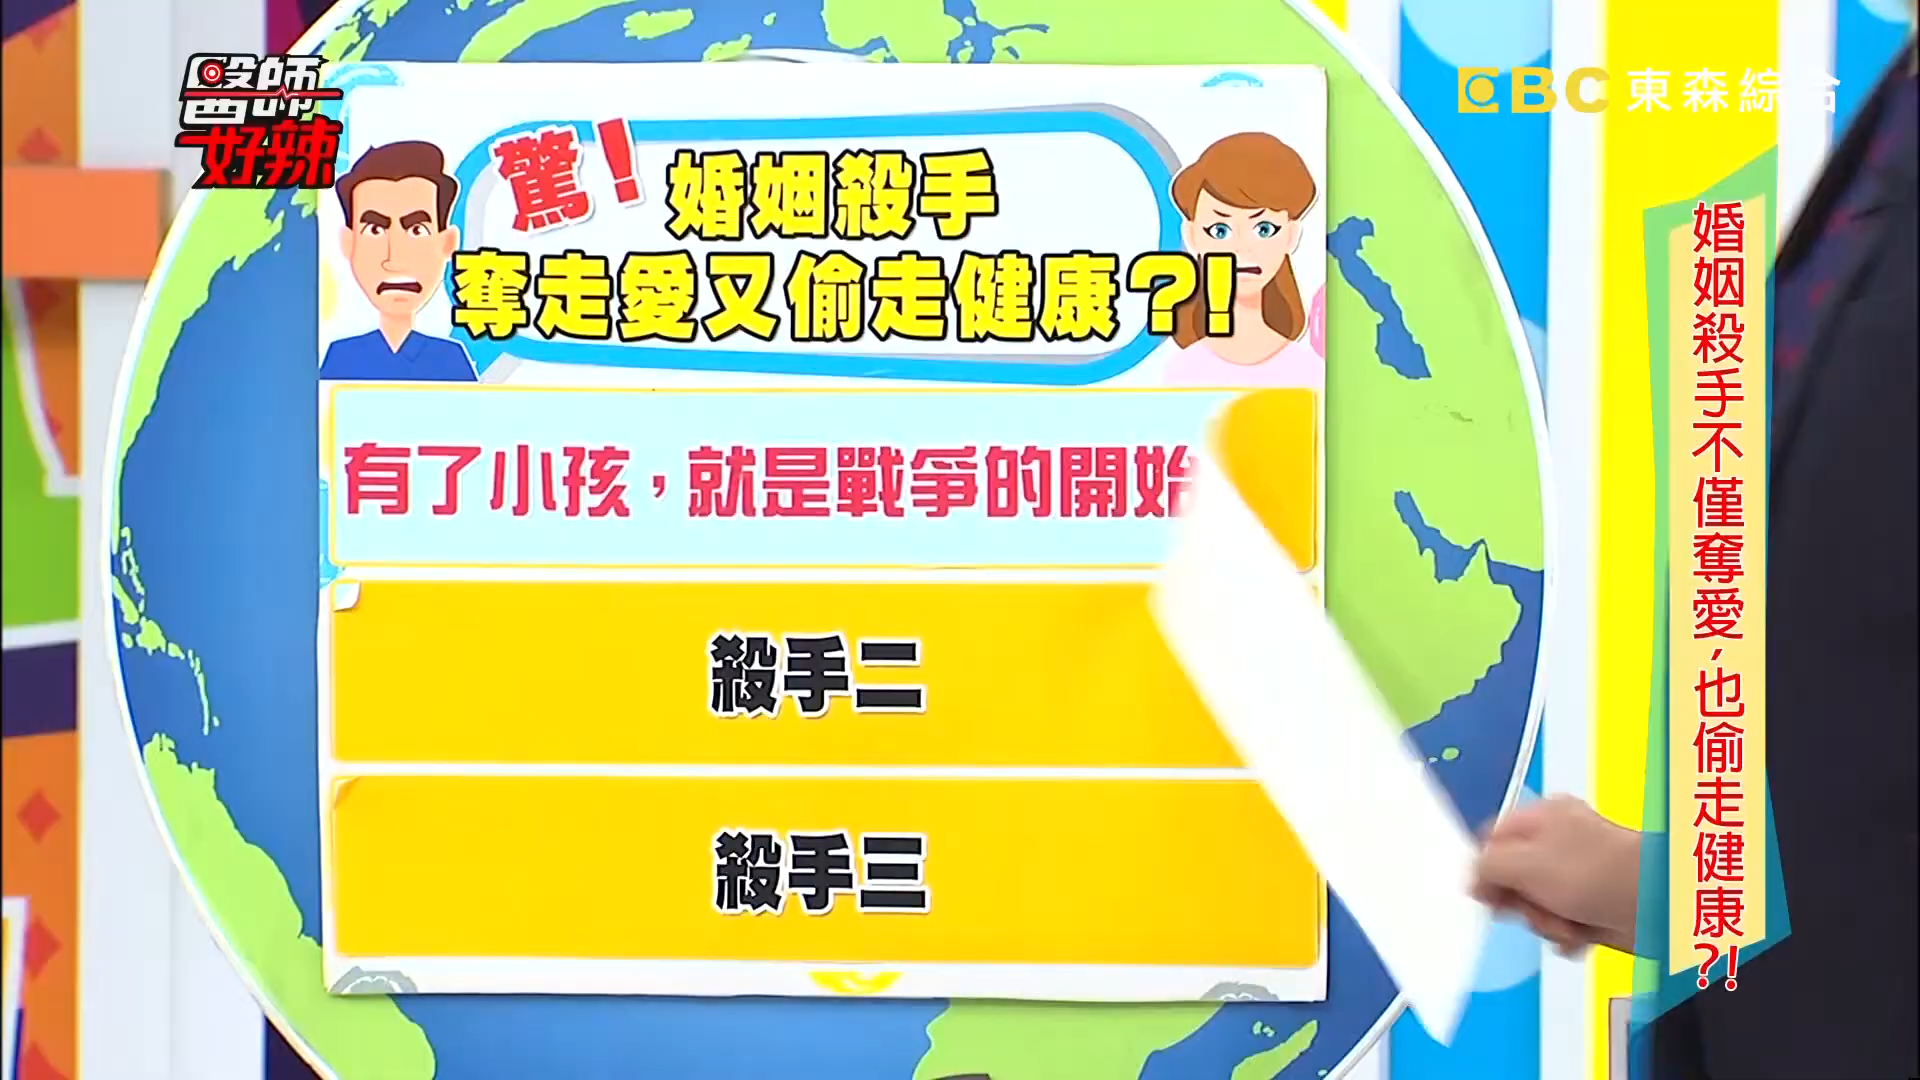 醫師
好辣
EBC 東森綜合
驚！婚姻殺手
奪走愛又偷走健康？!
有了小孩，就是戰爭的開始
殺手二
殺手三
婚姻殺手不僅奪愛，也偷走健康？!